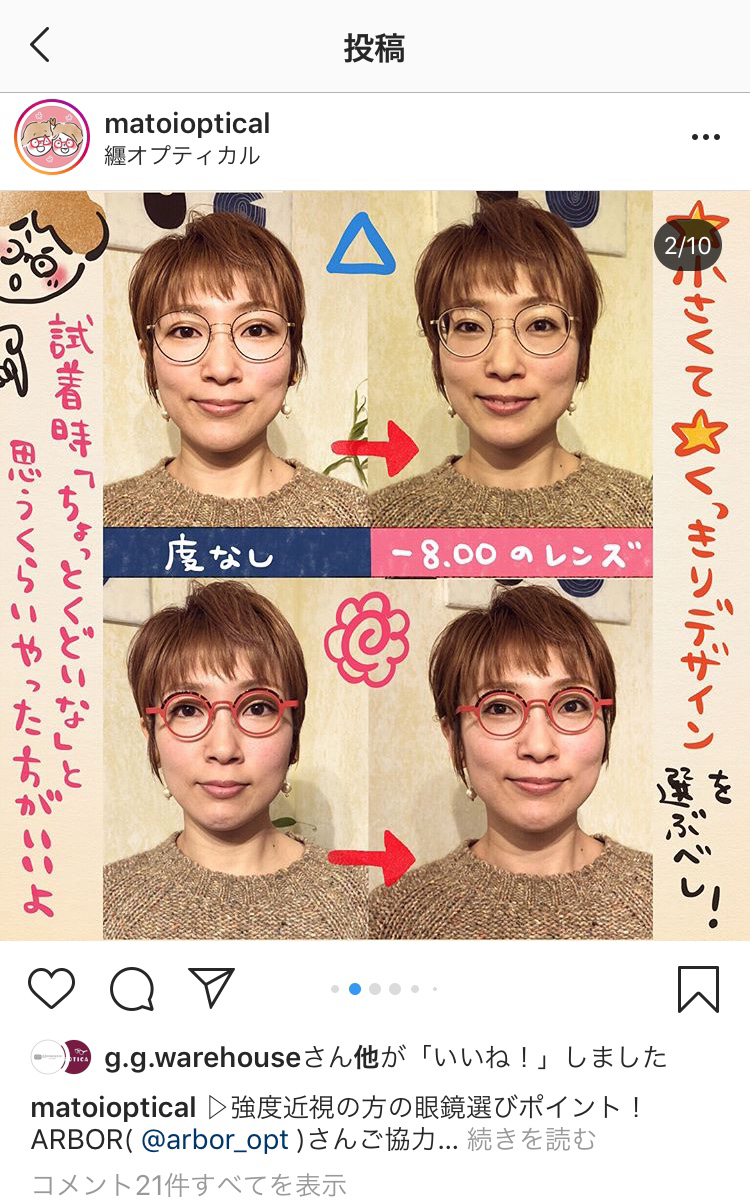 投稿
matoioptical
纏オプティカル
2/10
小さくて
くっきりデザイン
を
選ぶべし!
度なし
-8.00のレンズ
試着時「ちょっとくどいな」と
思うくらいやった方がいいよ
g.g.warehouseさん他が「いいね!」しました
matoioptical ▷強度近視の方の眼鏡選びポイント!
ARBOR( @arbor_opt )さんご協力... 続きを読む
コメント21件すべてを表示